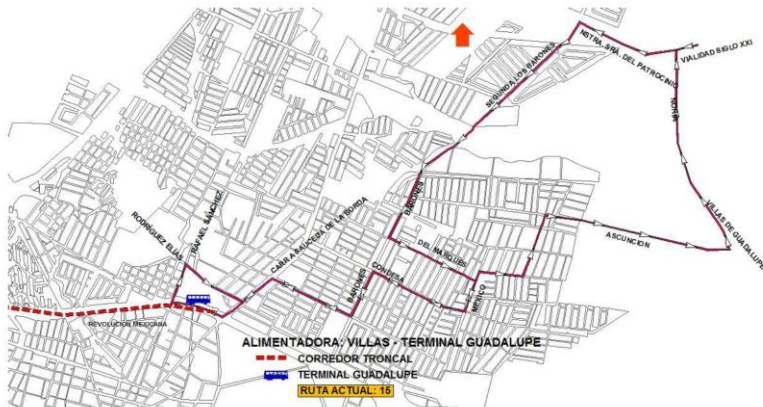 VIALIDAD SIGLO XXI
NSTRA. SRA. DEL PATROCINIO
SEGUNDA LOS BARONES
NORIA
BARONES
RAFAEL SÁNCHEZ
RODRIGUEZ ELIAS
CARR A SAUCEDA DE LA BORDA
VILLAS DE GUADALUPE
ASCUNCION
DEL MARQUES
CONDESA
BARONES
MEXICO
REVOLUCION MEXICANA
ALIMENTADORA: VILLAS - TERMINAL GUADALUPE
CORREDOR TRONCAL
TERMINAL GUADALUPE
RUTA ACTUAL: 15